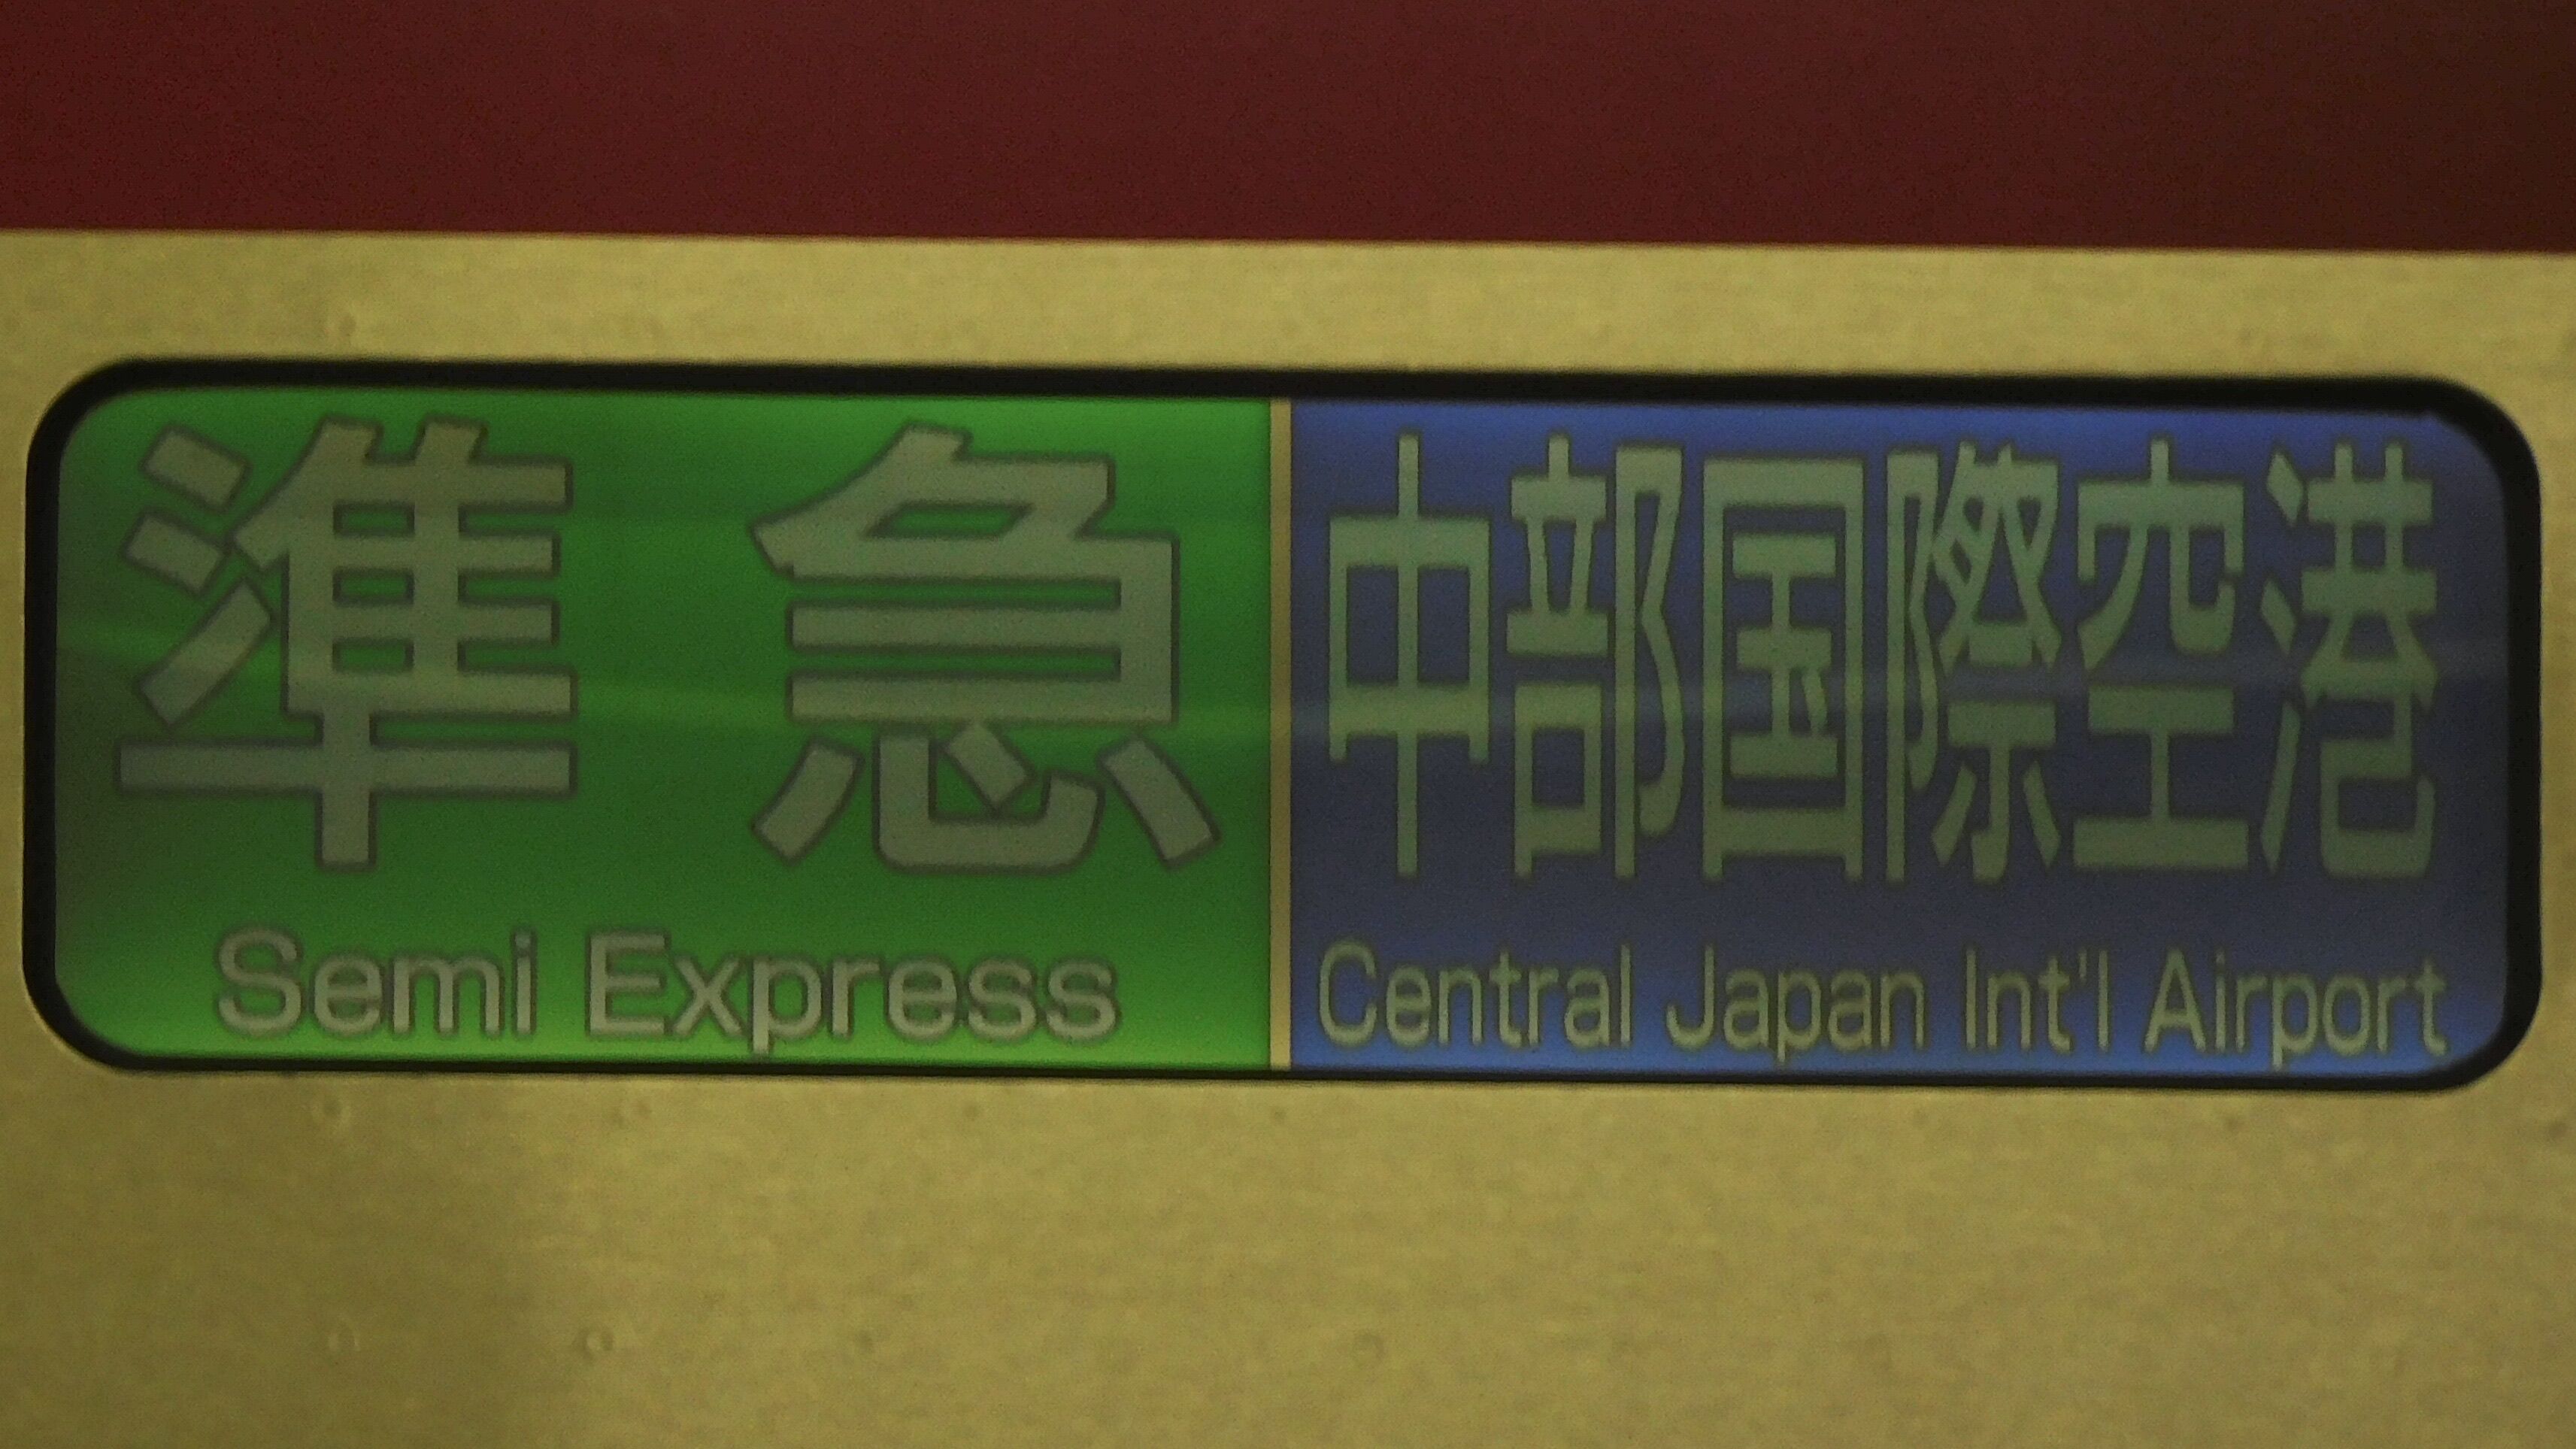 準急
Semi Express
中部国際空港
Central Japan Int'l Airport